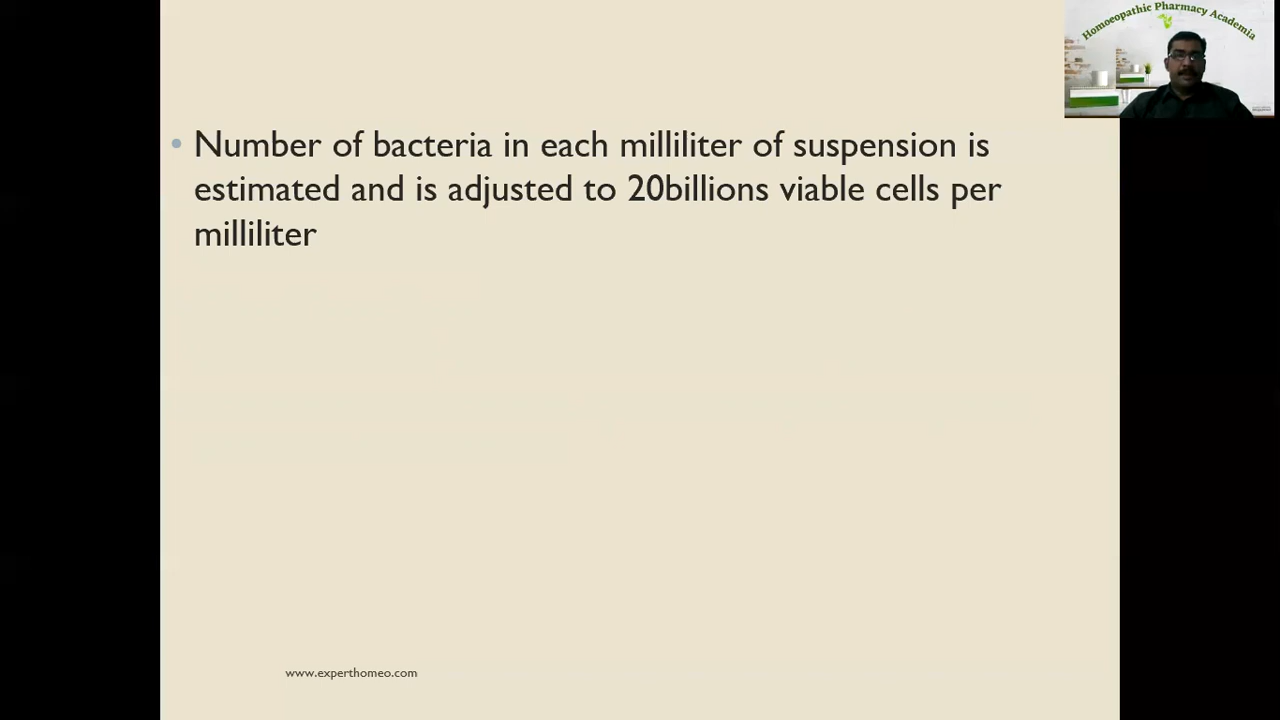 Homoeopathic Pharmacy Academia
• Number of bacteria in each milliliter of suspension is
estimated and is adjusted to 20billions viable cells per
milliliter
www.experthomeo.com